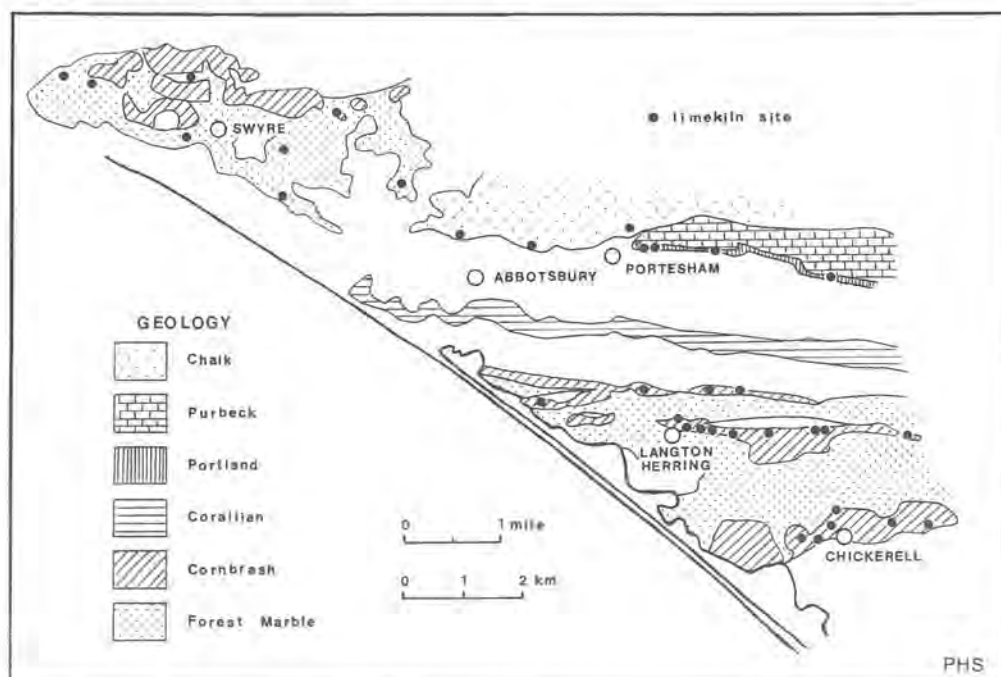 SWYRE
limekiln site
ABBOTSBURY
PORTESHAM
GEOLOGY
Chalk
Purbeck
Portland
Corallian
Cornbrash
Forest Marble
LANGTON
HERRING
CHICKERELL
0 1 mile
0 1 2 km
PHS